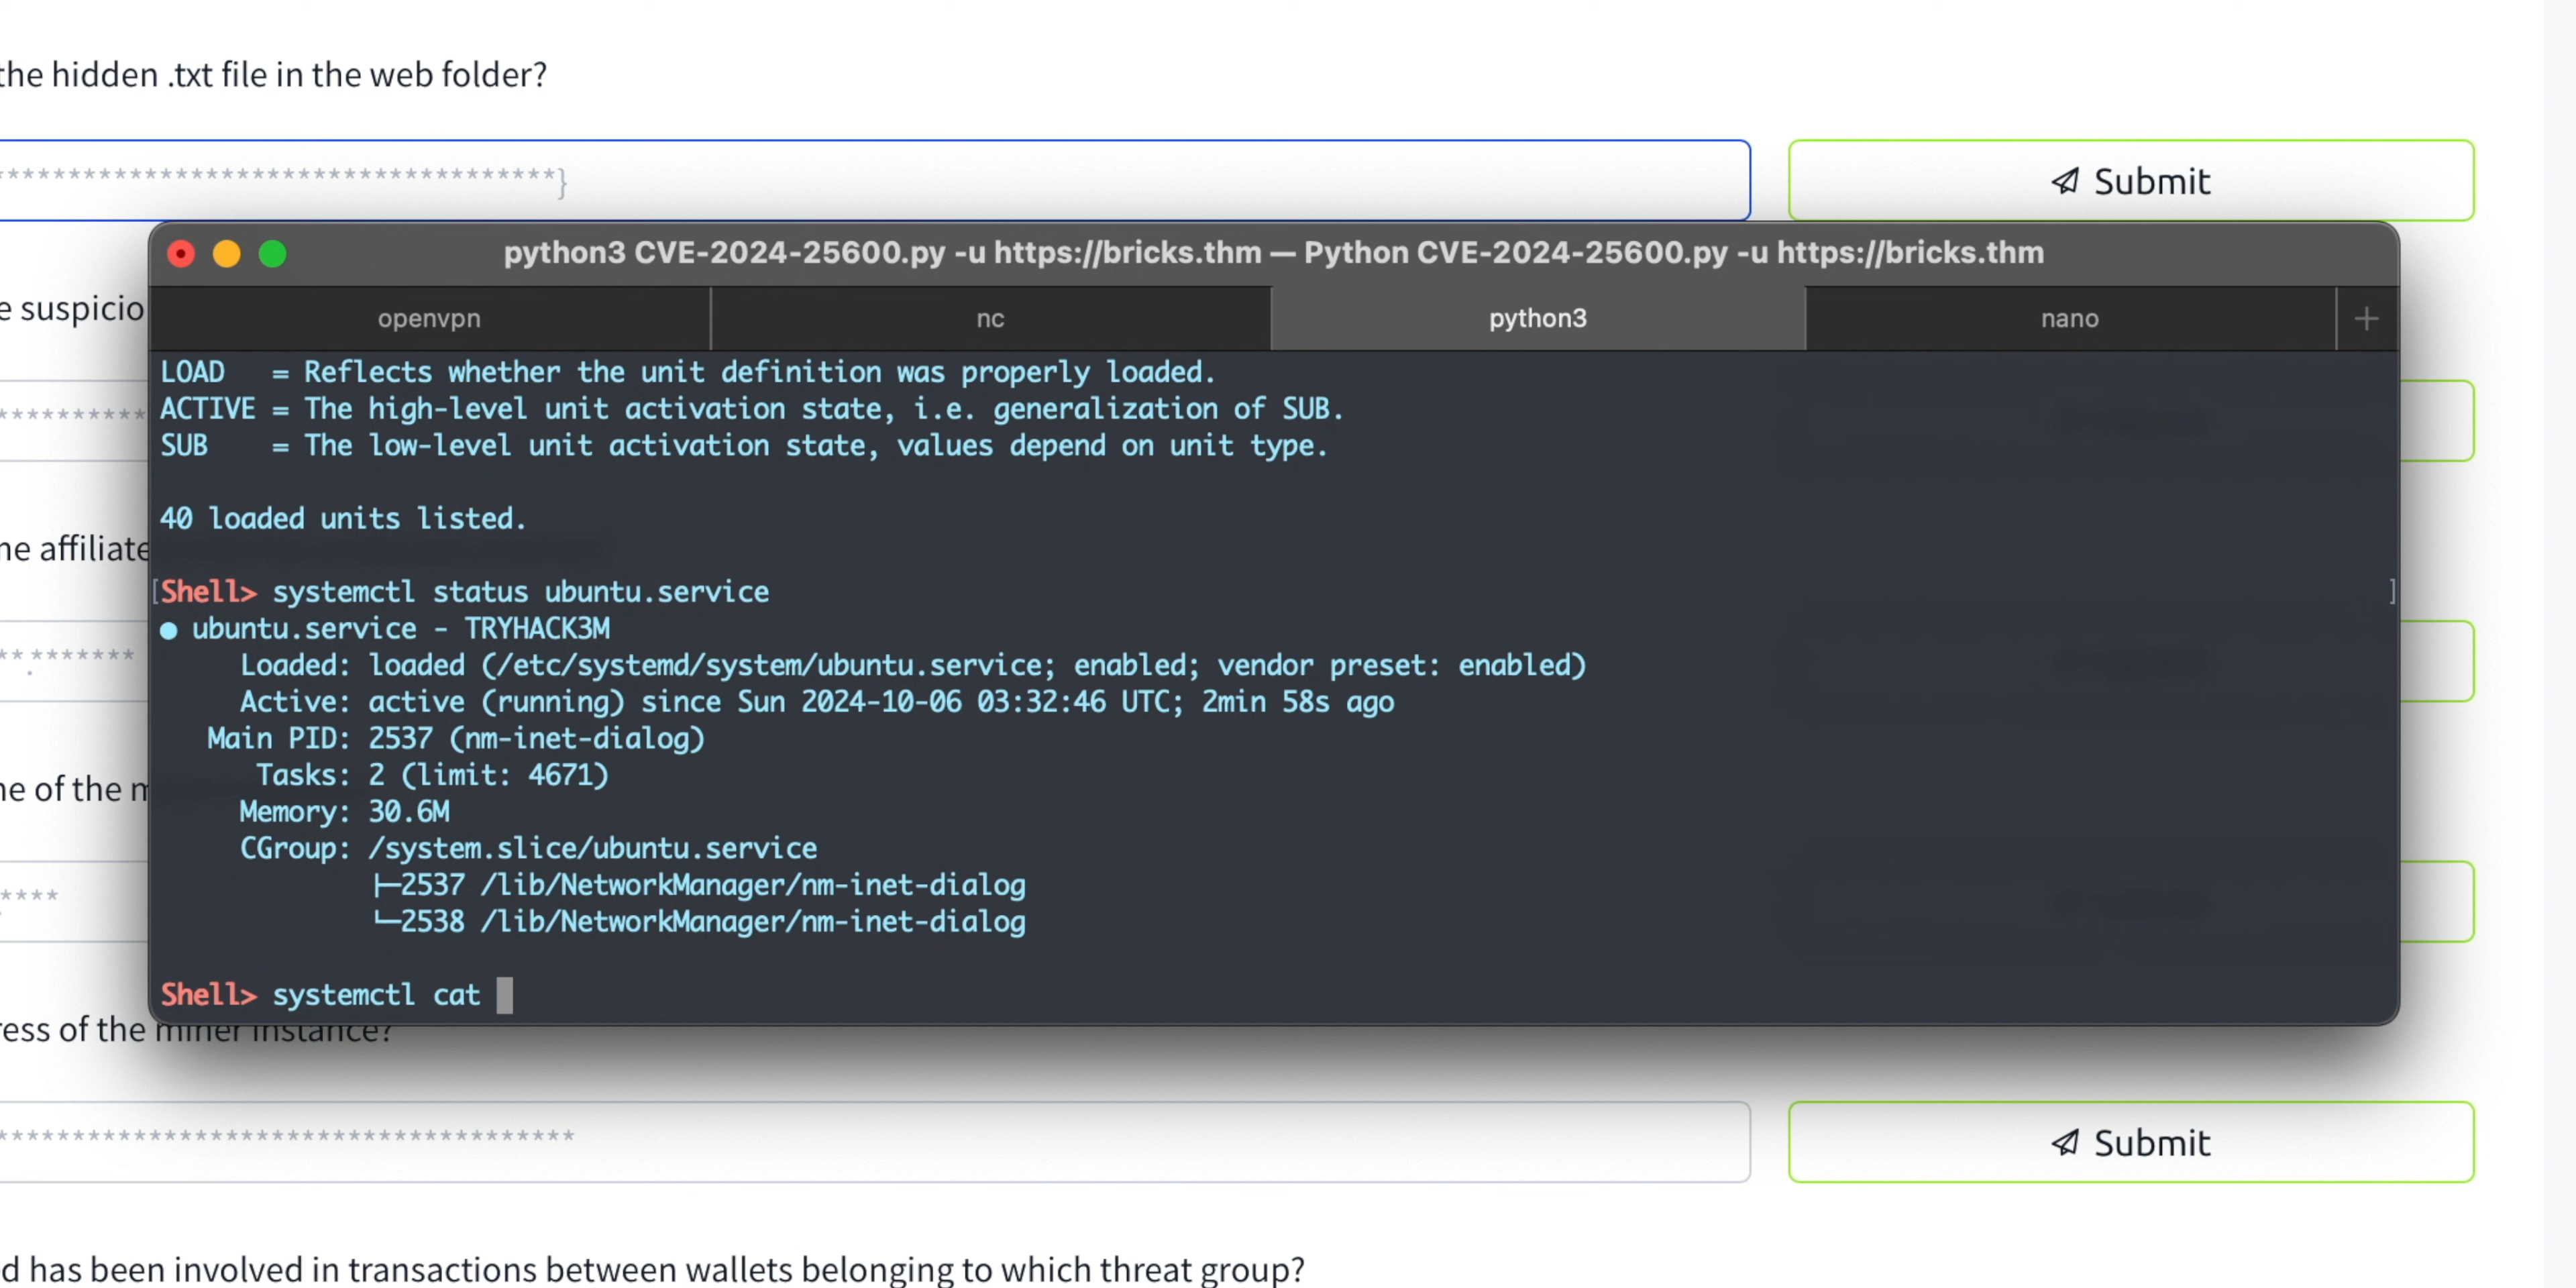 the hidden .txt file in the web folder?
************************************}
Submit
python3 CVE-2024-25600.py -u https://bricks.thm — Python CVE-2024-25600.py -u https://bricks.thm
openvpn
nc
python3
nano
+
e suspicio
LOAD   = Reflects whether the unit definition was properly loaded.
ACTIVE = The high-level unit activation state, i.e. generalization of SUB.
SUB    = The low-level unit activation state, values depend on unit type.
**********
40 loaded units listed.
ne affiliate
[Shell> systemctl status ubuntu.service ]
● ubuntu.service - TRYHACK3M
Loaded: loaded (/etc/systemd/system/ubuntu.service; enabled; vendor preset: enabled)
**.*******
Active: active (running) since Sun 2024-10-06 03:32:46 UTC; 2min 58s ago
Main PID: 2537 (nm-inet-dialog)
Tasks: 2 (limit: 4671)
ne of the m
Memory: 30.6M
CGroup: /system.slice/ubuntu.service
├─2537 /lib/NetworkManager/nm-inet-dialog
****
└─2538 /lib/NetworkManager/nm-inet-dialog
Shell> systemctl cat
ress of the miner instance?
**************************************
Submit
d has been involved in transactions between wallets belonging to which threat group?